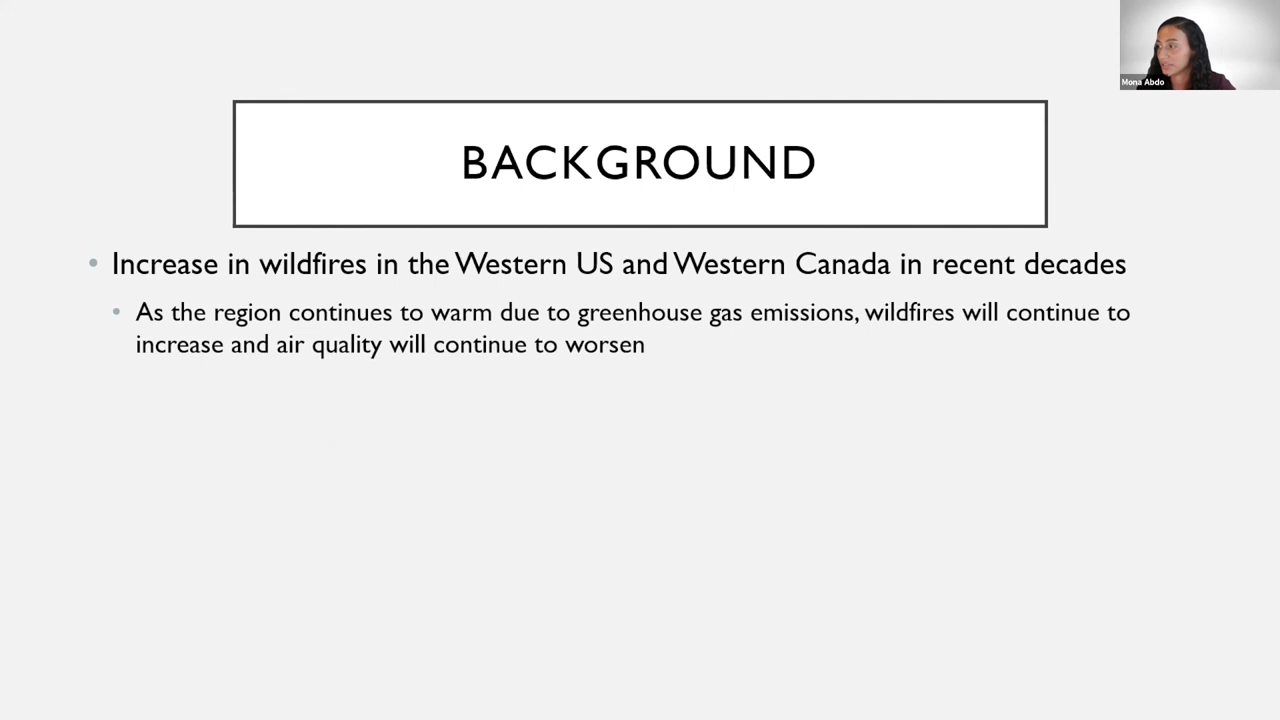 Mona Abdo
BACKGROUND
• Increase in wildfires in the Western US and Western Canada in recent decades
• As the region continues to warm due to greenhouse gas emissions, wildfires will continue to
increase and air quality will continue to worsen